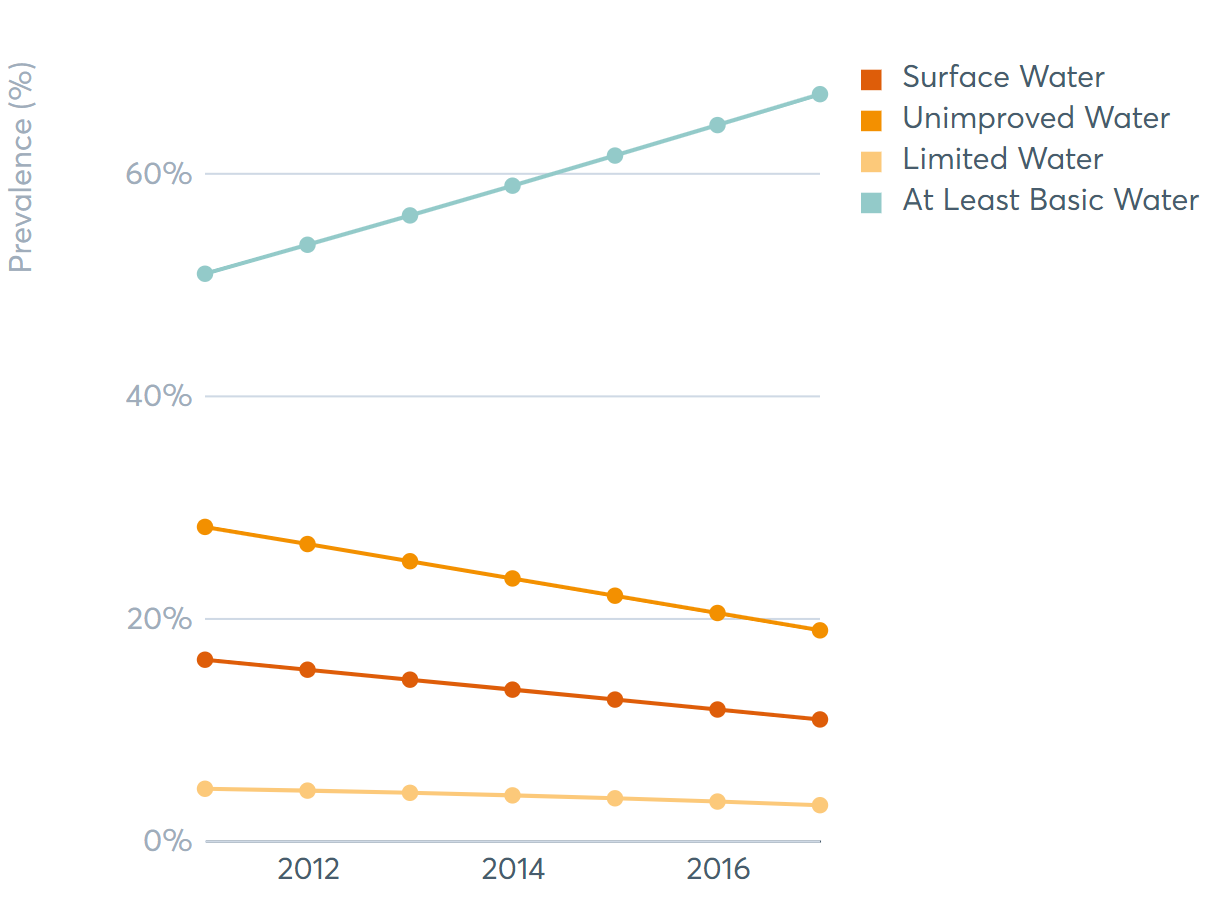 Prevalence (%)
Surface Water
Unimproved Water
Limited Water
At Least Basic Water
60%
40%
20%
0%
2012 2014 2016